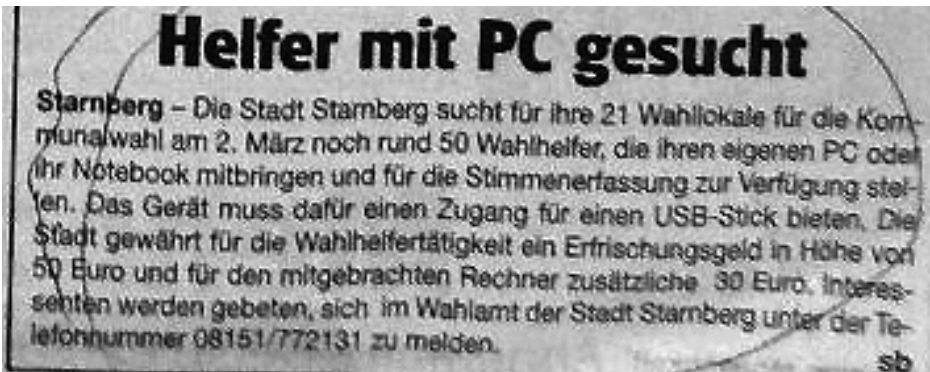 Helfer mit PC gesucht
Starnberg – Die Stadt Starnberg sucht für ihre 21 Wahllokale für die Kom-
munalwahl am 2. März noch rund 50 Wahlhelfer, die ihren eigenen PC oder
ihr Notebook mitbringen und für die Stimmenerfassung zur Verfügung stel-
len. Das Gerät muss dafür einen Zugang für einen USB-Stick bieten. Die
Stadt gewährt für die Wahlhelfertätigkeit ein Erfrischungsgeld in Höhe von
50 Euro und für den mitgebrachten Rechner zusätzliche 30 Euro. Interes-
senten werden gebeten, sich im Wahlamt der Stadt Starnberg unter der Te-
lefonnummer 08151/772131 zu melden.
sb